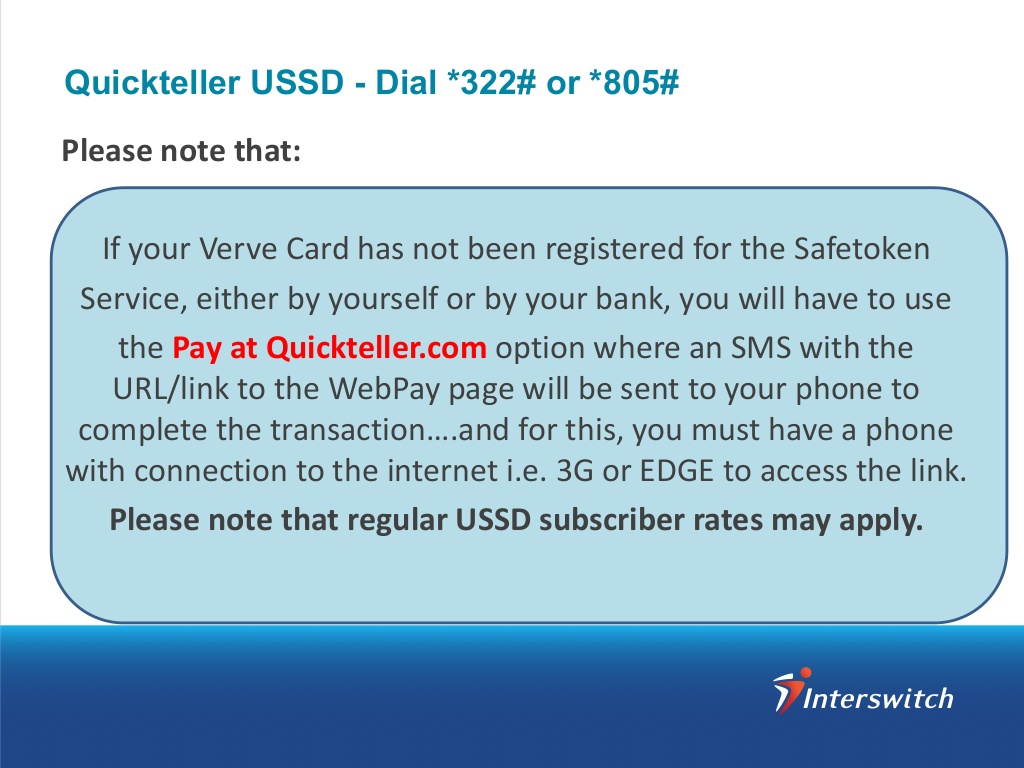 Quickteller USSD - Dial *322# or *805#
Please note that:
If your Verve Card has not been registered for the Safetoken
Service, either by yourself or by your bank, you will have to use
the Pay at Quickteller.com option where an SMS with the
URL/link to the WebPay page will be sent to your phone to
complete the transaction….and for this, you must have a phone
with connection to the internet i.e. 3G or EDGE to access the link.
Please note that regular USSD subscriber rates may apply.
Interswitch